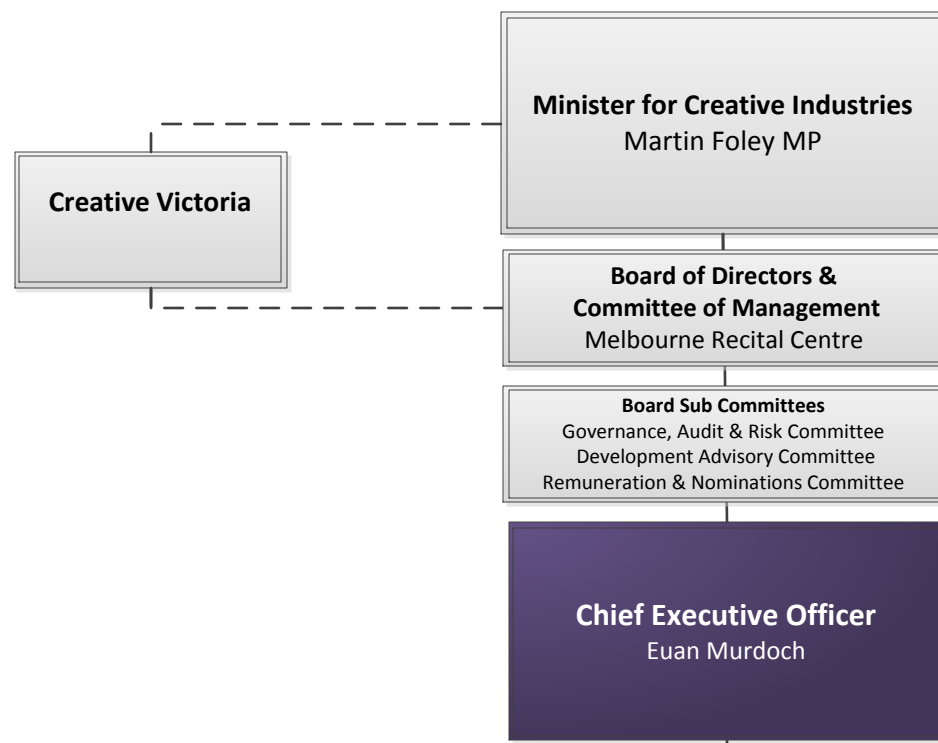 Minister for Creative Industries
Martin Foley MP
Creative Victoria
Board of Directors &
Committee of Management
Melbourne Recital Centre
Board Sub Committees
Governance, Audit & Risk Committee
Development Advisory Committee
Remuneration & Nominations Committee
Chief Executive Officer
Euan Murdoch